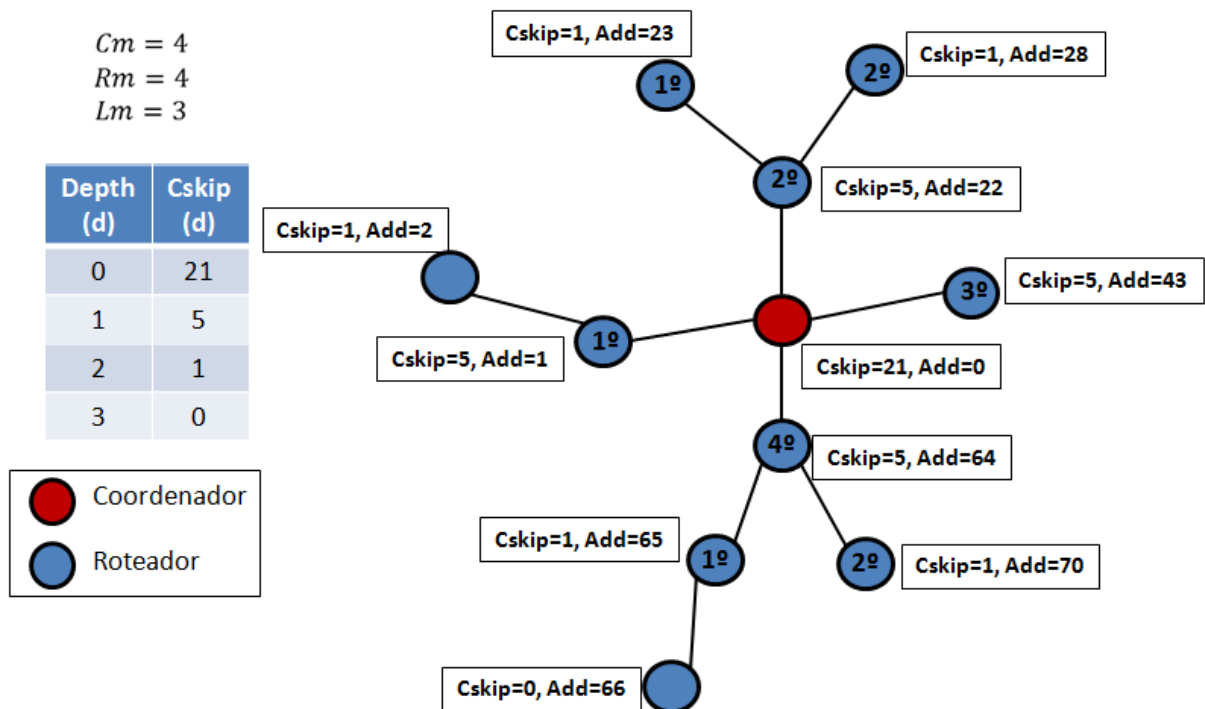 Cm = 4
Rm = 4
Lm = 3
Depth (d) Cskip (d)
0 21
1 5
2 1
3 0
Coordenador
Roteador
Cskip=1, Add=23
1º
2º
Cskip=1, Add=28
2º
Cskip=5, Add=22
Cskip=1, Add=2
1º
Cskip=5, Add=1
3º
Cskip=5, Add=43
Cskip=21, Add=0
4º
Cskip=5, Add=64
Cskip=1, Add=65
1º
2º
Cskip=1, Add=70
Cskip=0, Add=66